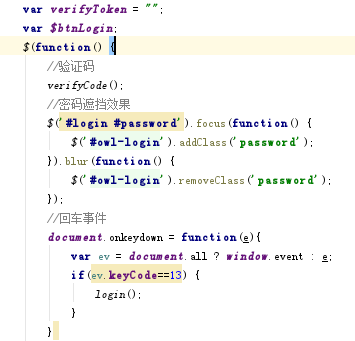 var verifyToken = "";
var $btnLogin;
$(function() {
//验证码
verifyCode();
//密码遮挡效果
$('#login #password').focus(function() {
$('#owl-login').addClass('password');
}).blur(function() {
$('#owl-login').removeClass('password');
});
//回车事件
document.onkeydown = function(e){
var ev = document.all ? window.event : e;
if(ev.keyCode==13) {
login();
}
}